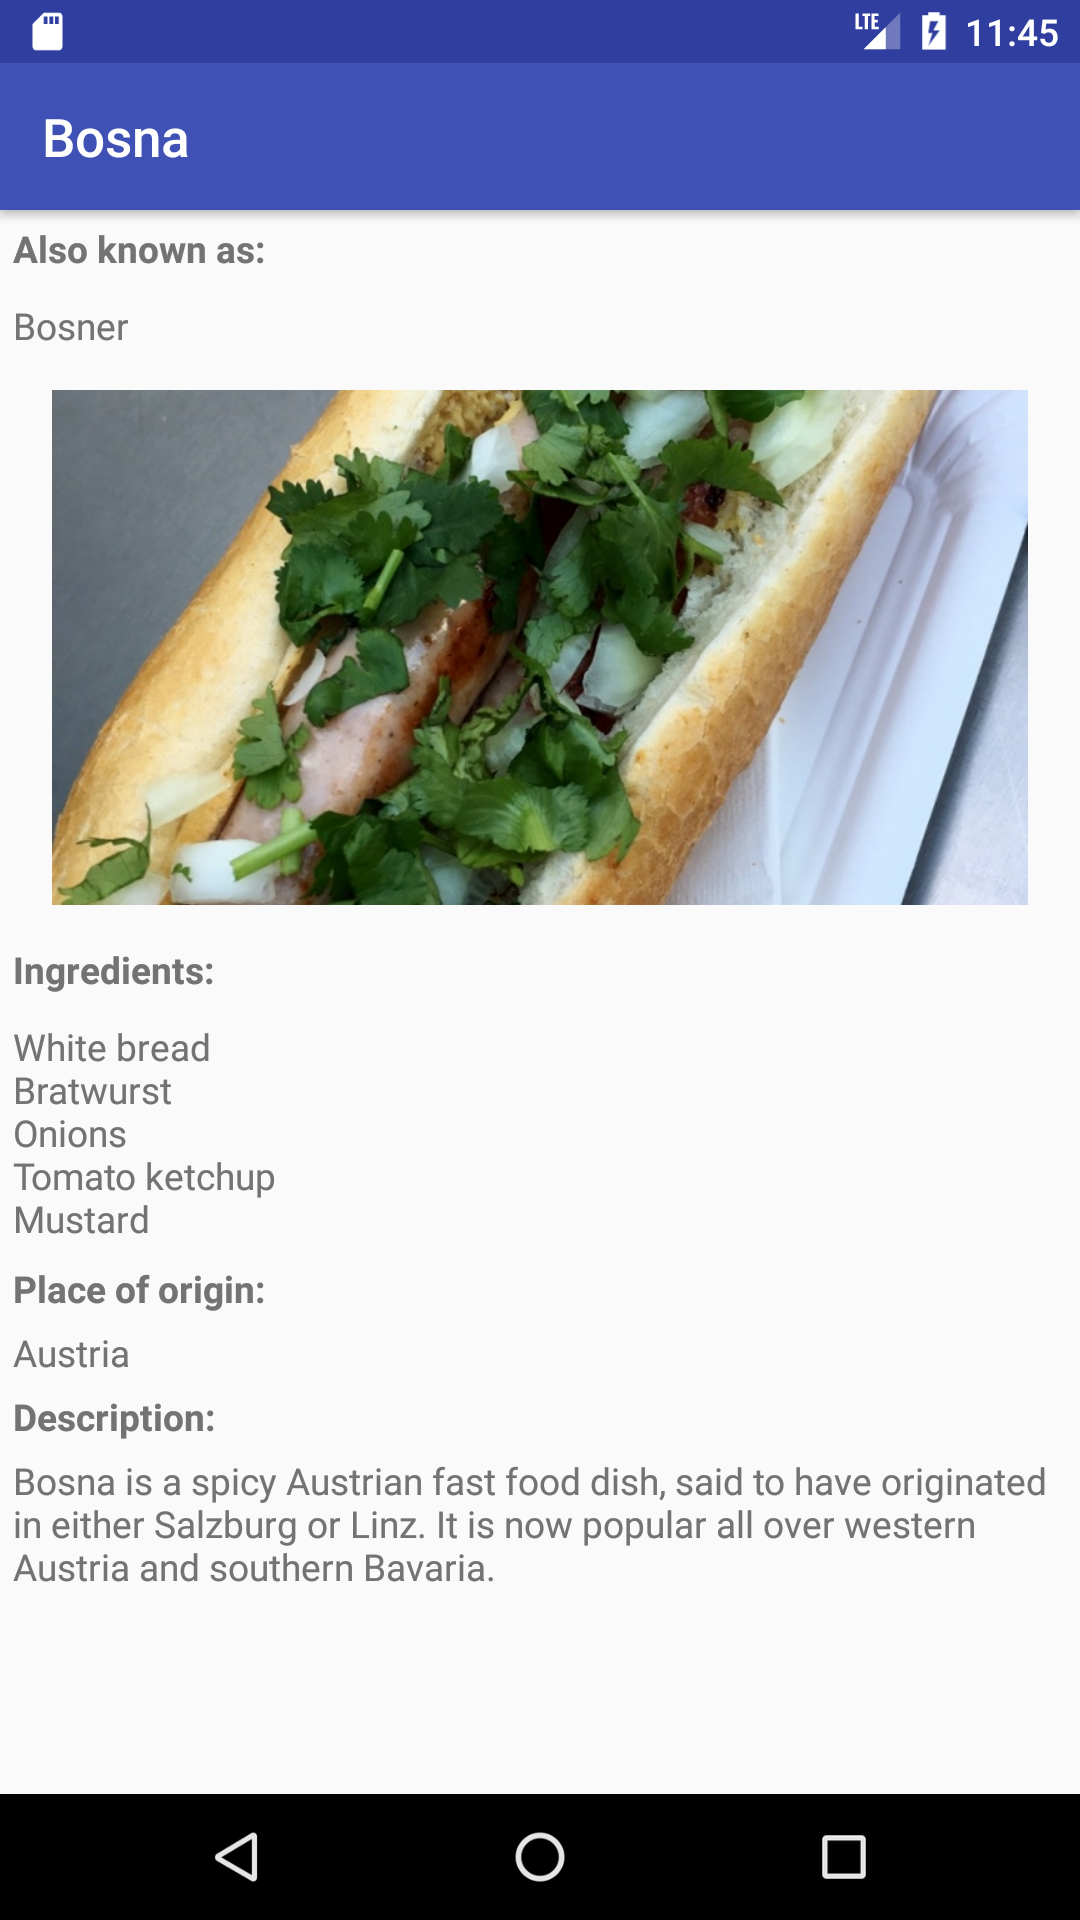 LTE 11:45
Bosna
Also known as:
Bosner
Ingredients:
White bread
Bratwurst
Onions
Tomato ketchup
Mustard
Place of origin:
Austria
Description:
Bosna is a spicy Austrian fast food dish, said to have originated
in either Salzburg or Linz. It is now popular all over western
Austria and southern Bavaria.